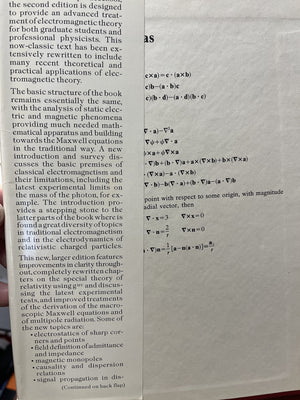 the second edition is designed
to provide an advanced treat-
ment of electromagnetic theory
for both graduate students and
professional physicists. This
now-classic text has been ex-
tensively rewritten to include
many recent theoretical and
practical applications of elec-
tromagnetic theory.
The basic structure of the book
remains essentially the same,
with the analysis of static elec-
tric and magnetic phenomena
providing much needed math-
ematical apparatus and building
towards the Maxwell equations
in the traditional way. A new
introduction and survey dis-
cusses the basic premises of
classical electromagnetism and
their limitations, including the
latest experimental limits on
the mass of the photon, for ex-
ample. The introduction pro-
vides a stepping stone to the
latter parts of the book where is
found a great diversity of topics
in traditional electromagnetism
and in the electrodynamics of
relativistic charged particles.
This new, larger edition features
improvements in clarity through-
out, completely rewritten chap-
ters on the special theory of
relativity using
and discus-
sing the latest experimental
tests, and improved treatments
of the derivation of the macro-
scopic Maxwell equations and
of multipole radiation. Some of
the new topics are:
• electrostatics of sharp cor-
ners and points
• field definition of admittance
and impedance
• magnetic monopoles
• causality and dispersion
relations
• signal propagation in dis-
(Continued on back flap)
as
c×a)=c·(a×b)
c)b−(a·b)c
c)(b·d)−(a·d)(b·c)
∇·a)−∇²a
∇ψ+ψ∇·a
)×a+ψ∇×a
·∇)b+(b·∇)a+a×(∇×b)+b×(∇×a)
·(∇×a)−a·(∇×b)
∇·b)−b(∇·a)+(b·∇)a−(a·∇)b
point with respect to some origin, with magnitude
adial vector, then
∇·x=3 ∇×x=0
∇·n=2/r ∇×n=0